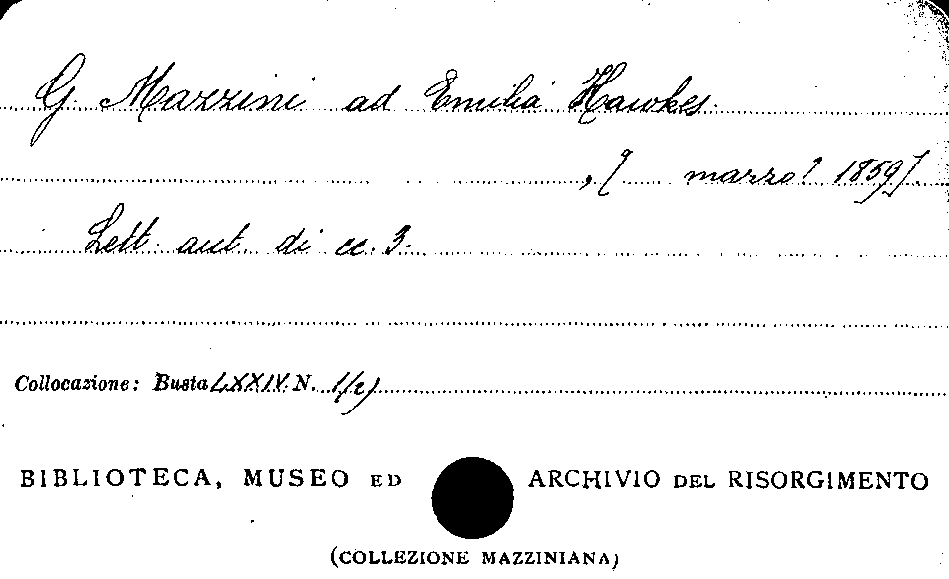 G. Mazzini ad Emilia Hawkes.
, [ marzo? 1859].
Lett. aut. di cc. 3.
Collocazione: Busta LXXIV N. 1/2)
BIBLIOTECA, MUSEO ED ARCHIVIO DEL RISORGIMENTO
(COLLEZIONE MAZZINIANA)